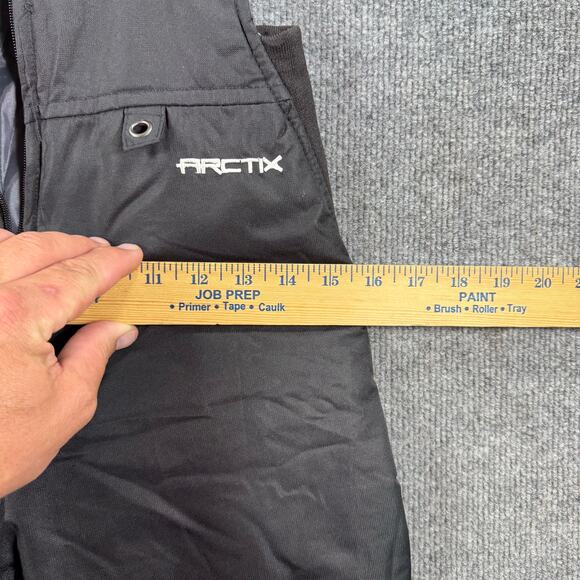 ARCTIX
11 12 13 14 15 16 17 18 19 20
JOB PREP PAINT
• Primer • Tape • Caulk • Brush • Roller • Tray